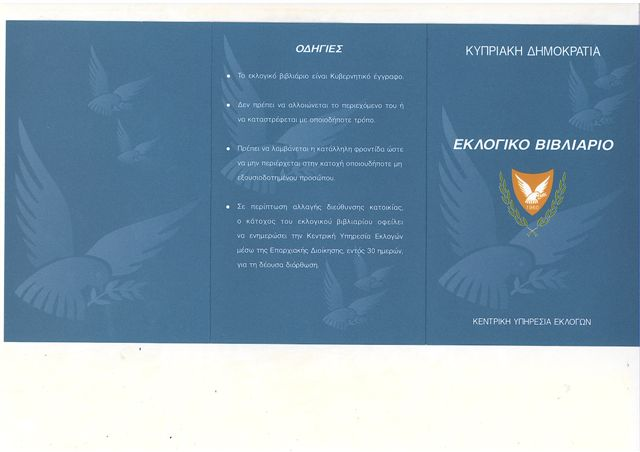 ΟΔΗΓΙΕΣ
Το εκλογικό βιβλιάριο είναι Κυβερνητικό έγγραφο.
Δεν πρέπει να αλλοιώνεται το περιεχόμενο του ή
να καταστρέφεται με οποιοδήποτε τρόπο.
Πρέπει να λαμβάνεται η κατάλληλη φροντίδα ώστε
να μην περιέρχεται στην κατοχή οποιουδήποτε μη
εξουσιοδοτημένου προσώπου.
Σε περίπτωση αλλαγής διεύθυνσης κατοικίας,
ο κάτοχος του εκλογικού βιβλιαρίου οφείλει
να ενημερώσει την Κεντρική Υπηρεσία Εκλογών
μέσω της Επαρχιακής Διοίκησης, εντός 30 ημερών,
για τη δέουσα διόρθωση.
ΚΥΠΡΙΑΚΗ ΔΗΜΟΚΡΑΤΙΑ
ΕΚΛΟΓΙΚΟ ΒΙΒΛΙΑΡΙΟ
1960
ΚΕΝΤΡΙΚΗ ΥΠΗΡΕΣΙΑ ΕΚΛΟΓΩΝ